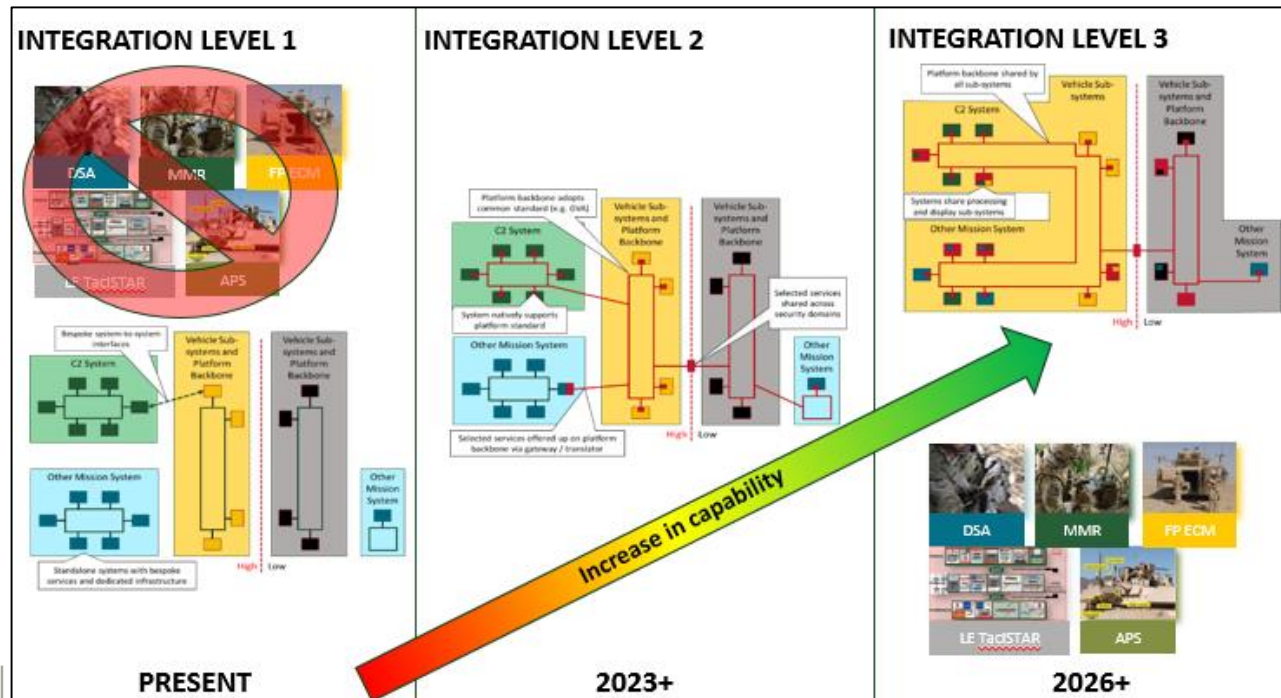 INTEGRATION LEVEL 1
DSA
MMR
FP ECM
LE TacISTAR
APS
Bespoke system to system
interfaces
C2 System
Vehicle Sub-
systems and
Platform
Backbone
Vehicle Sub-
systems and
Platform
Backbone
Other Mission System
Other
Mission
System
Standalone systems with bespoke
services and dedicated infrastructure
High
Low
PRESENT
INTEGRATION LEVEL 2
Platform backbone adopts
common standard (e.g. GVA)
C2 System
Vehicle Sub-
systems and
Platform
Backbone
Vehicle Sub-
systems and
Platform
Backbone
System natively supports
platform standard
Selected services
shared across
security domains
Other Mission System
Other
Mission
System
Selected services offered up on platform
backbone via gateway / translator
High
Low
Increase in capability
2023+
INTEGRATION LEVEL 3
Platform backbone shared by
all sub-systems
Vehicle Sub-
systems
Vehicle Sub-
systems and
Platform
Backbone
C2 System
Systems share processing
and display sub-systems
Other Mission System
Other
Mission
System
High
Low
DSA
MMR
FP ECM
LE TacISTAR
APS
2026+